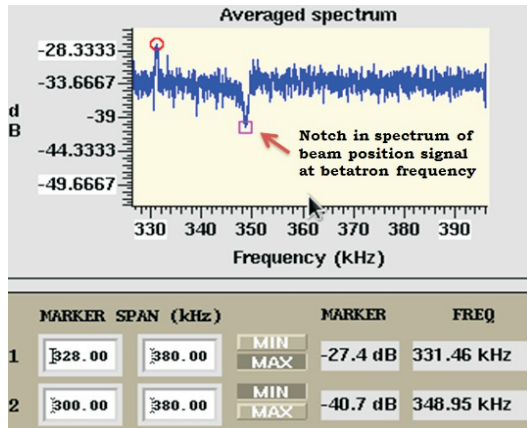 Averaged spectrum
-28.3333
-33.6667
-39
-44.3333
-49.6667
d
B
Notch in spectrum of
beam position signal
at betatron frequency
330 340 350 360 370 380 390
Frequency (kHz)
MARKER SPAN (kHz) MARKER FREQ
MIN
1 328.00 380.00 MAX -27.4 dB 331.46 kHz
MIN
2 300.00 380.00 MAX -40.7 dB 348.95 kHz